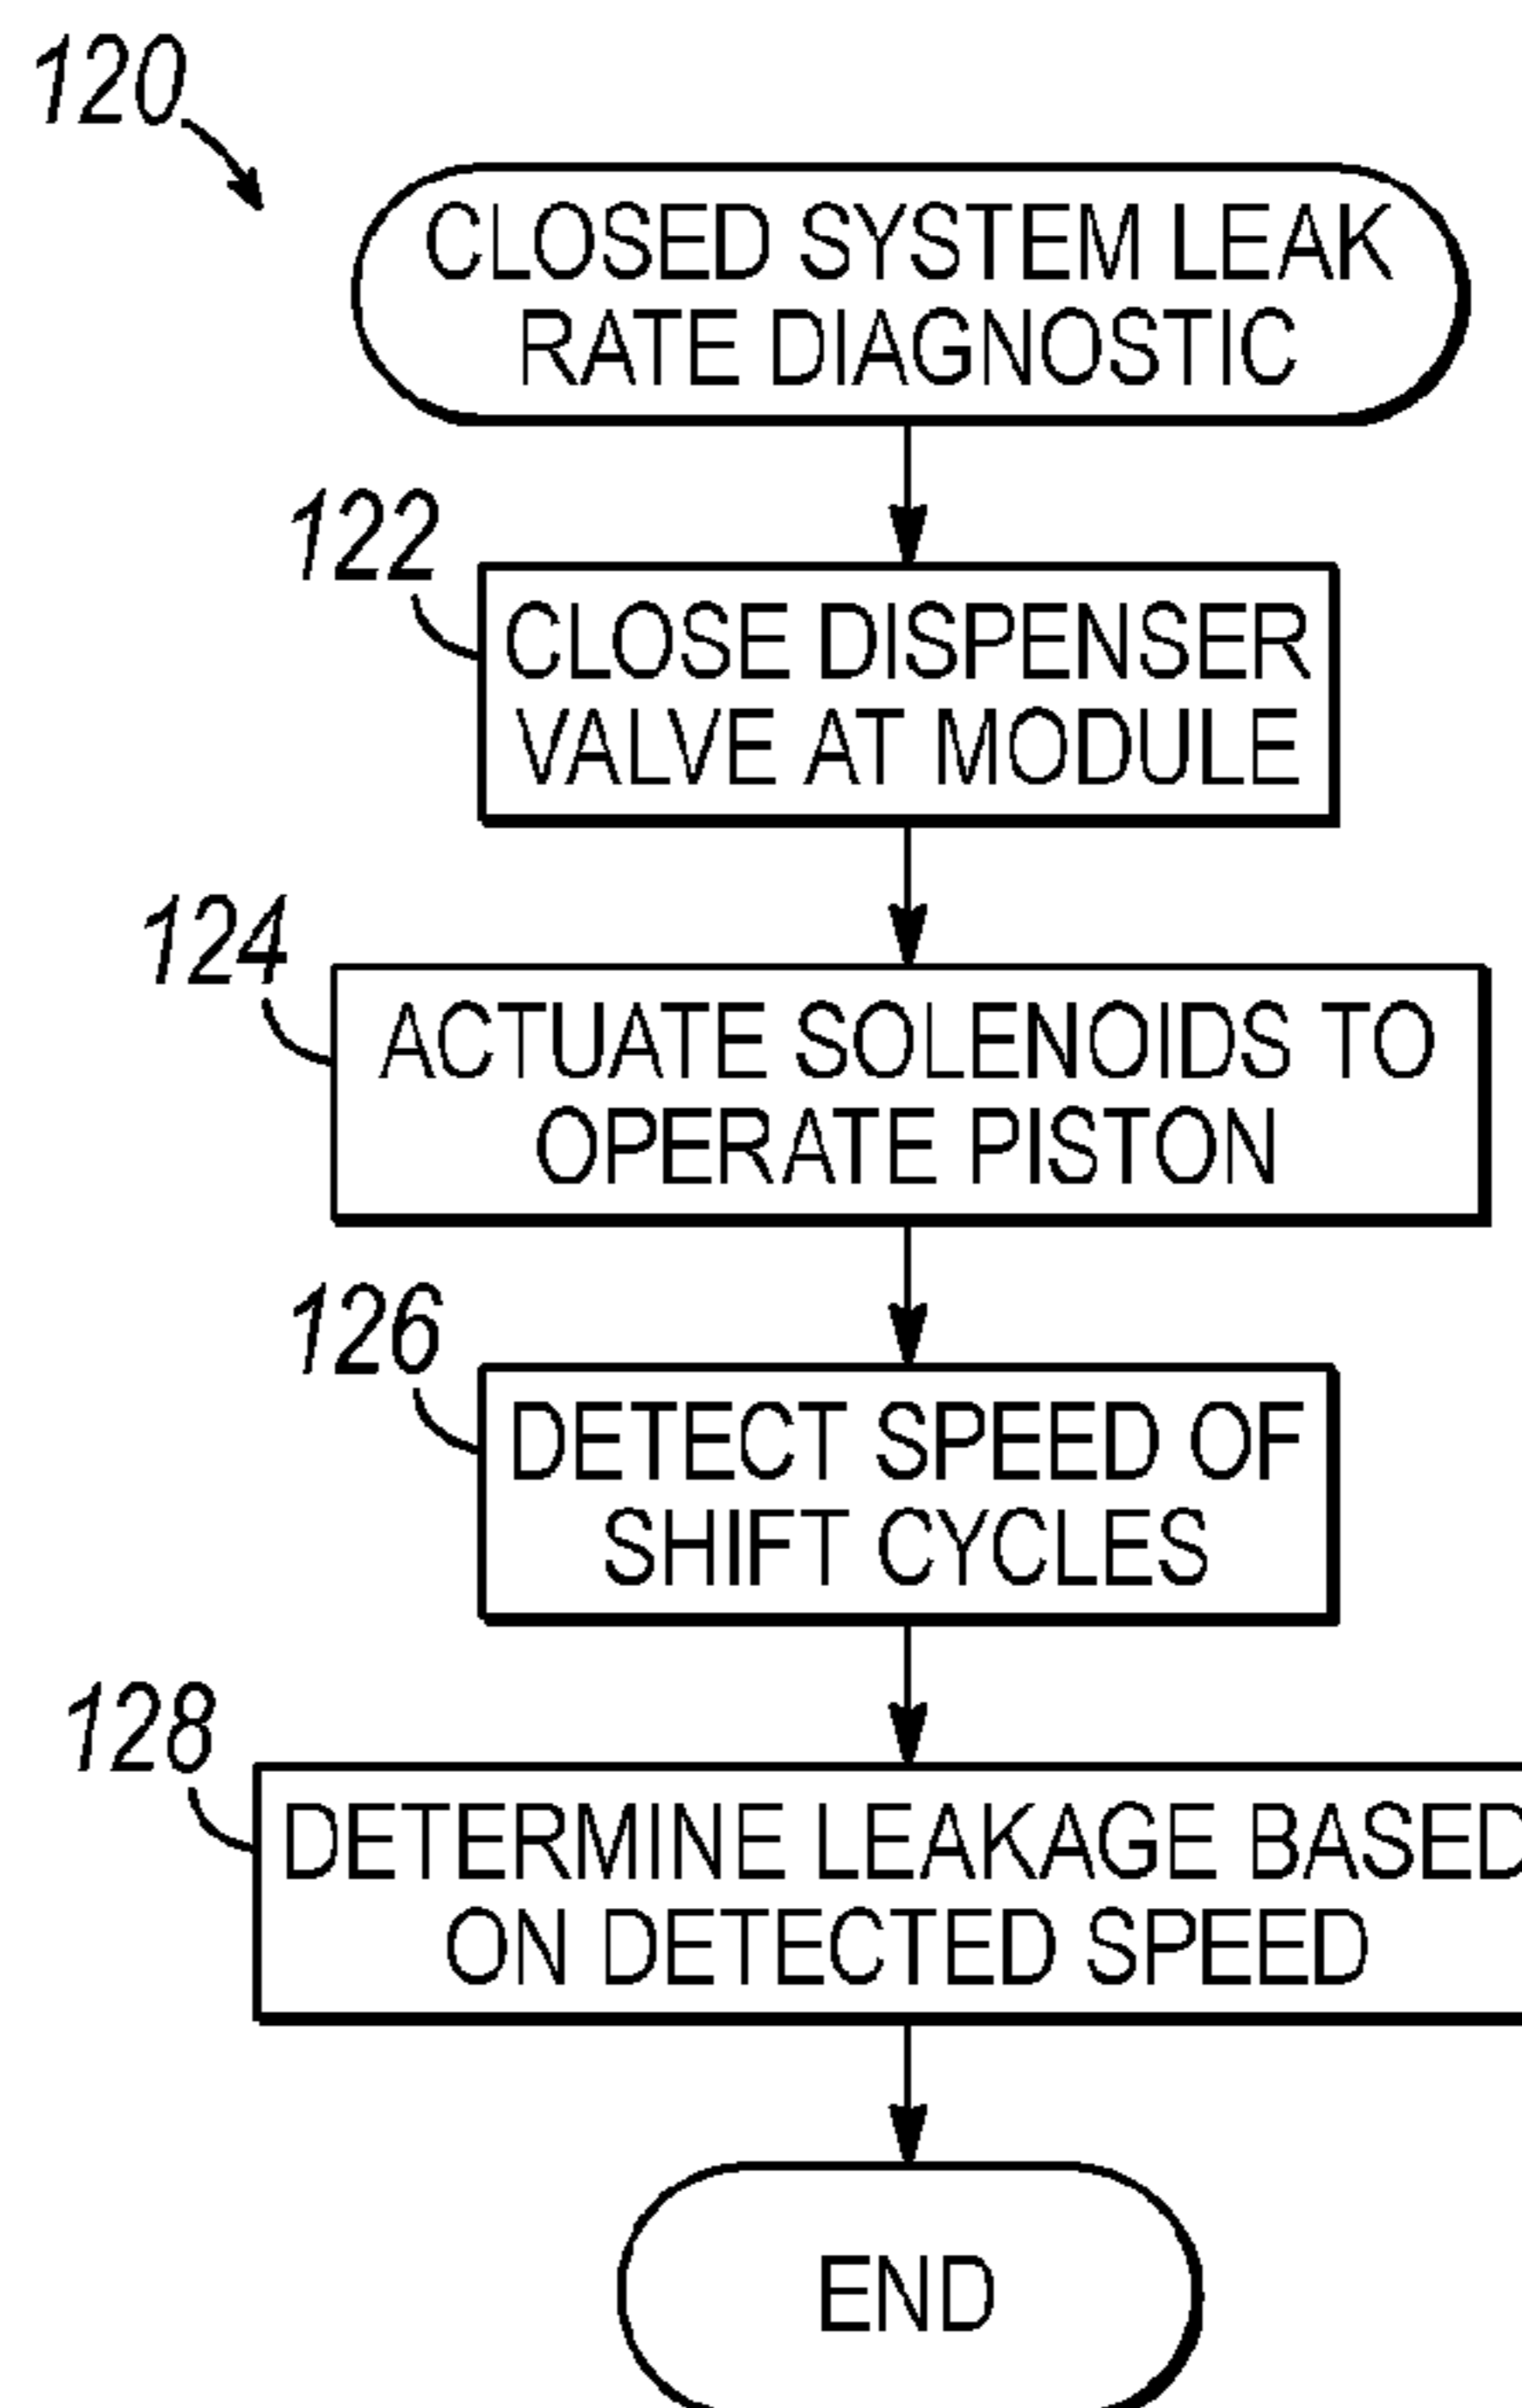 120
CLOSED SYSTEM LEAK
RATE DIAGNOSTIC
122
CLOSE DISPENSER
VALVE AT MODULE
124
ACTUATE SOLENOIDS TO
OPERATE PISTON
126
DETECT SPEED OF
SHIFT CYCLES
128
DETERMINE LEAKAGE BASED
ON DETECTED SPEED
END